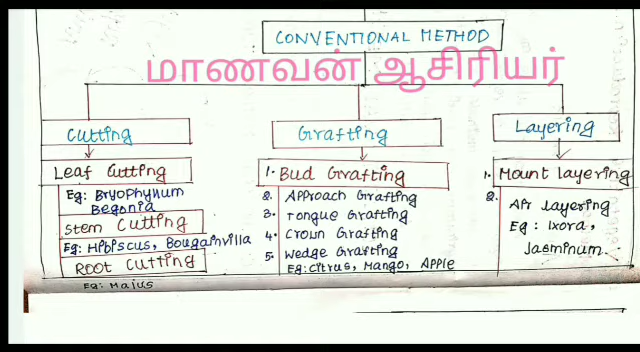 CONVENTIONAL METHOD
மாணவன் ஆசிரியர்
Cutting
Leaf Cutting
Eg: Bryophynum
Begonia
Stem Cutting
Eg: Hibiscus, Bougainvilla
Root Cutting
Eg: Malus
Grafting
1. Bud Grafting
2. Approach Grafting
3. Tongue Grafting
4. Crown Grafting
5. Wedge Grafting
Eg: Citrus, Mango, Apple
Layering
1. Mount layering
2. Air layering
Eg: Ixora,
Jasminum.